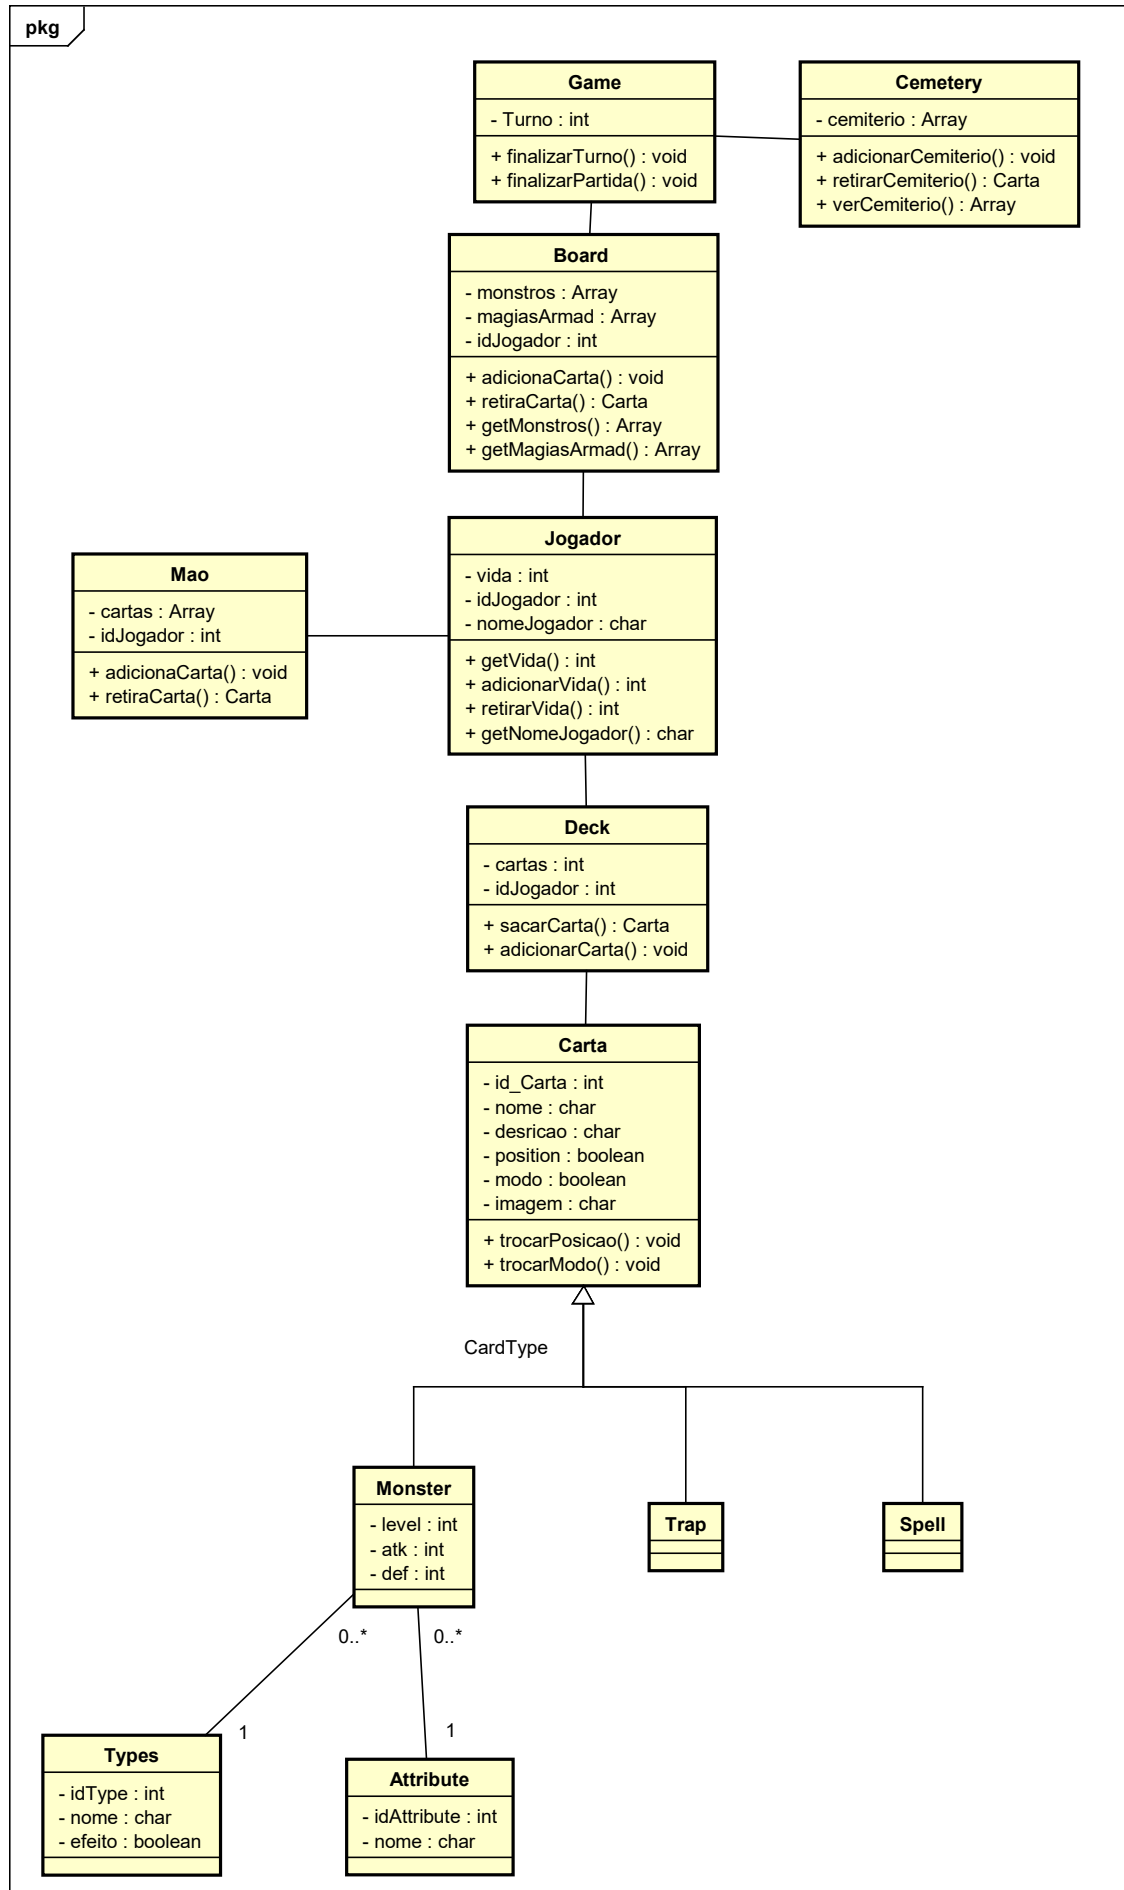 pkg
Game
- Turno : int
+ finalizarTurno() : void
+ finalizarPartida() : void
Cemetery
- cemiterio : Array
+ adicionarCemiterio() : void
+ retirarCemiterio() : Carta
+ verCemiterio() : Array
Board
- monstros : Array
- magiasArmad : Array
- idJogador : int
+ adicionaCarta() : void
+ retiraCarta() : Carta
+ getMonstros() : Array
+ getMagiasArmad() : Array
Mao
- cartas : Array
- idJogador : int
+ adicionaCarta() : void
+ retiraCarta() : Carta
Jogador
- vida : int
- idJogador : int
- nomeJogador : char
+ getVida() : int
+ adicionarVida() : int
+ retirarVida() : int
+ getNomeJogador() : char
Deck
- cartas : int
- idJogador : int
+ sacarCarta() : Carta
+ adicionarCarta() : void
Carta
- id_Carta : int
- nome : char
- desricao : char
- position : boolean
- modo : boolean
- imagem : char
+ trocarPosicao() : void
+ trocarModo() : void
CardType
Monster
- level : int
- atk : int
- def : int
Trap
Spell
0..*
0..*
1
1
Types
- idType : int
- nome : char
- efeito : boolean
Attribute
- idAttribute : int
- nome : char